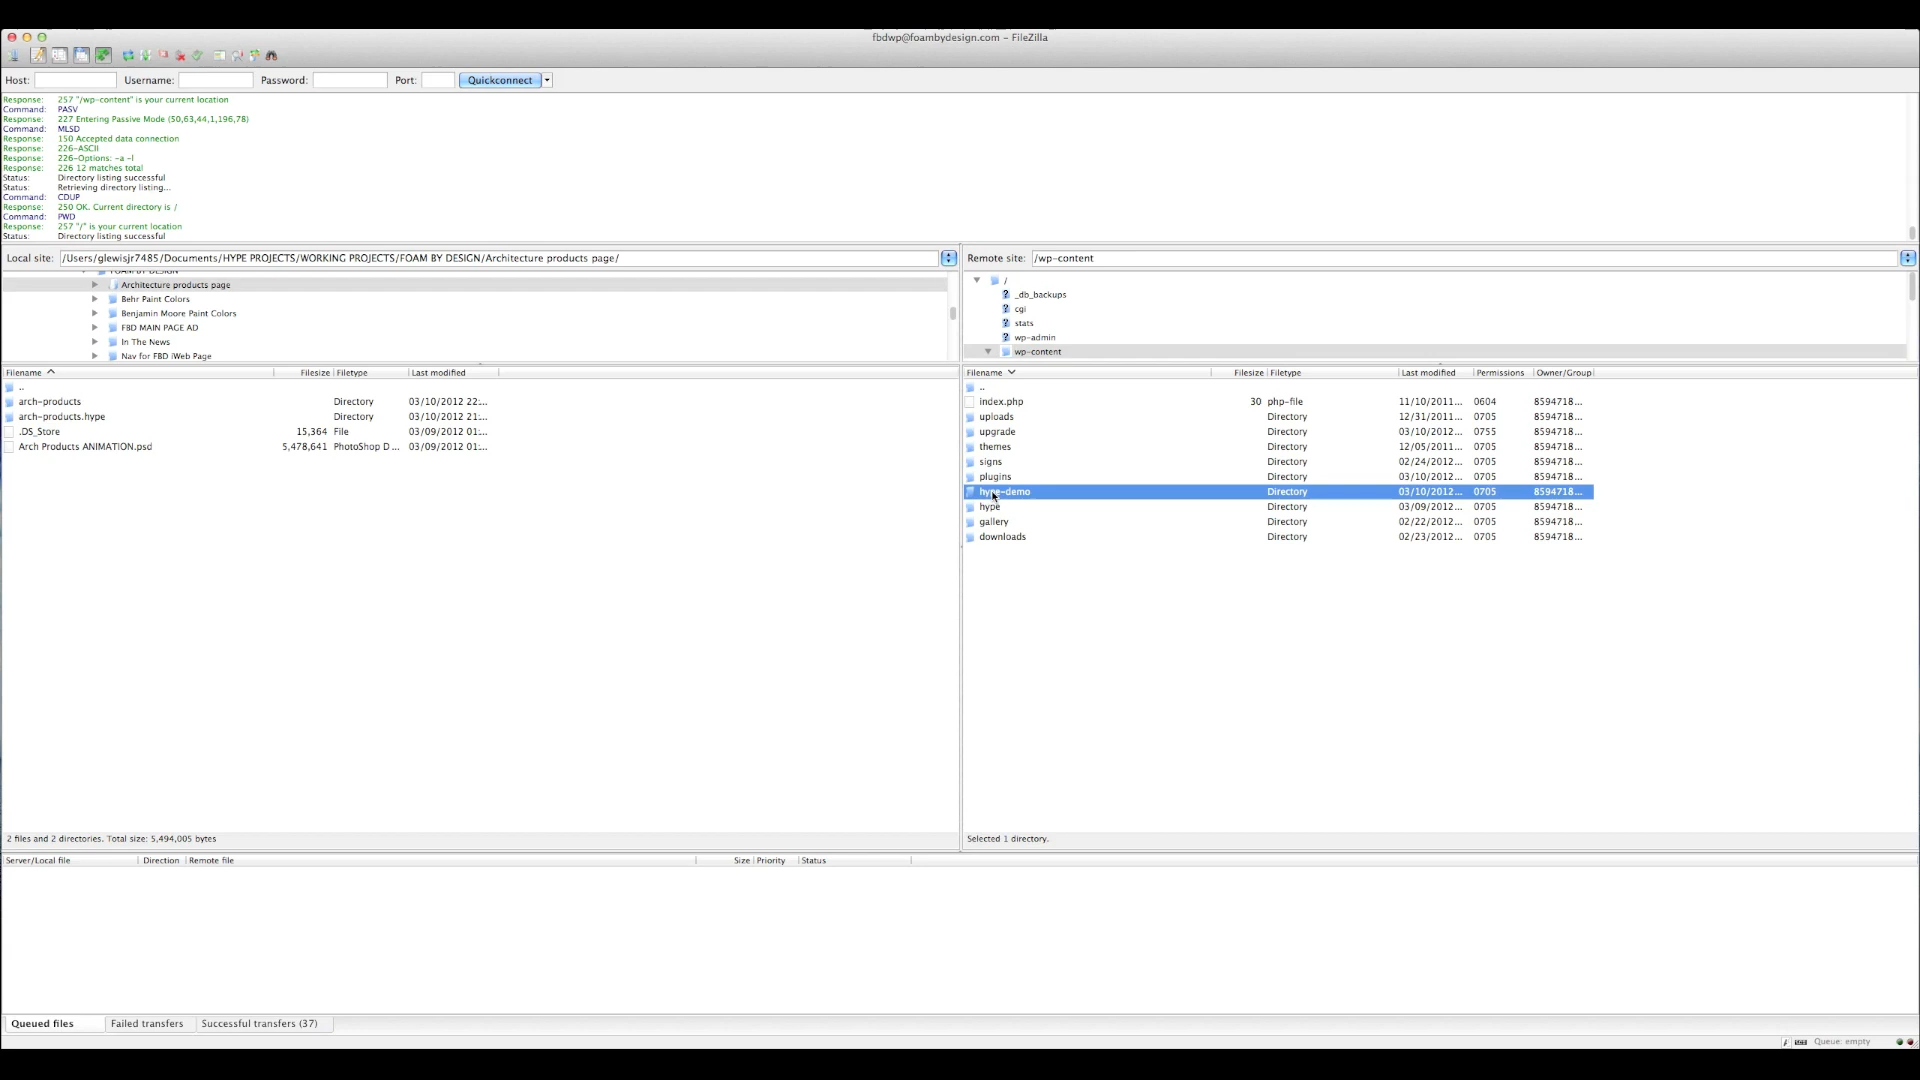 fbdwp@foambydesign.com - FileZilla
Host: Username: Password: Port: Quickconnect
Response: 257 "/wp-content" is your current location
Command: PASV
Response: 227 Entering Passive Mode (50,63,44,1,196,78)
Command: MLSD
Response: 150 Accepted data connection
Response: 226-ASCII
Response: 226-Options: -a -l
Response: 226 12 matches total
Status: Directory listing successful
Status: Retrieving directory listing...
Command: CDUP
Response: 250 OK. Current directory is /
Command: PWD
Response: 257 "/" is your current location
Status: Directory listing successful
Local site: /Users/glewisjr7485/Documents/HYPE PROJECTS/WORKING PROJECTS/FOAM BY DESIGN/Architecture products page/
FOAM BY DESIGN
Architecture products page
Behr Paint Colors
Benjamin Moore Paint Colors
FBD MAIN PAGE AD
In The News
Nav for FBD iWeb Page
Filename Filesize Filetype Last modified
..
arch-products Directory 03/10/2012 22:...
arch-products.hype Directory 03/10/2012 21:...
.DS_Store 15,364 File 03/09/2012 01:...
Arch Products ANIMATION.psd 5,478,641 PhotoShop D... 03/09/2012 01:...
2 files and 2 directories. Total size: 5,494,005 bytes
Remote site: /wp-content
/
_db_backups
cgi
stats
wp-admin
wp-content
Filename Filesize Filetype Last modified Permissions Owner/Group
..
index.php 30 php-file 11/10/2011... 0604 8594718...
uploads Directory 12/31/2011... 0705 8594718...
upgrade Directory 03/10/2012... 0755 8594718...
themes Directory 12/05/2011... 0705 8594718...
signs Directory 02/24/2012... 0705 8594718...
plugins Directory 03/10/2012... 0705 8594718...
hype-demo Directory 03/10/2012... 0705 8594718...
hype Directory 03/09/2012... 0705 8594718...
gallery Directory 02/22/2012... 0705 8594718...
downloads Directory 02/23/2012... 0705 8594718...
Selected 1 directory.
Server/Local file Direction Remote file Size Priority Status
Queued files Failed transfers Successful transfers (37)
Queue: empty